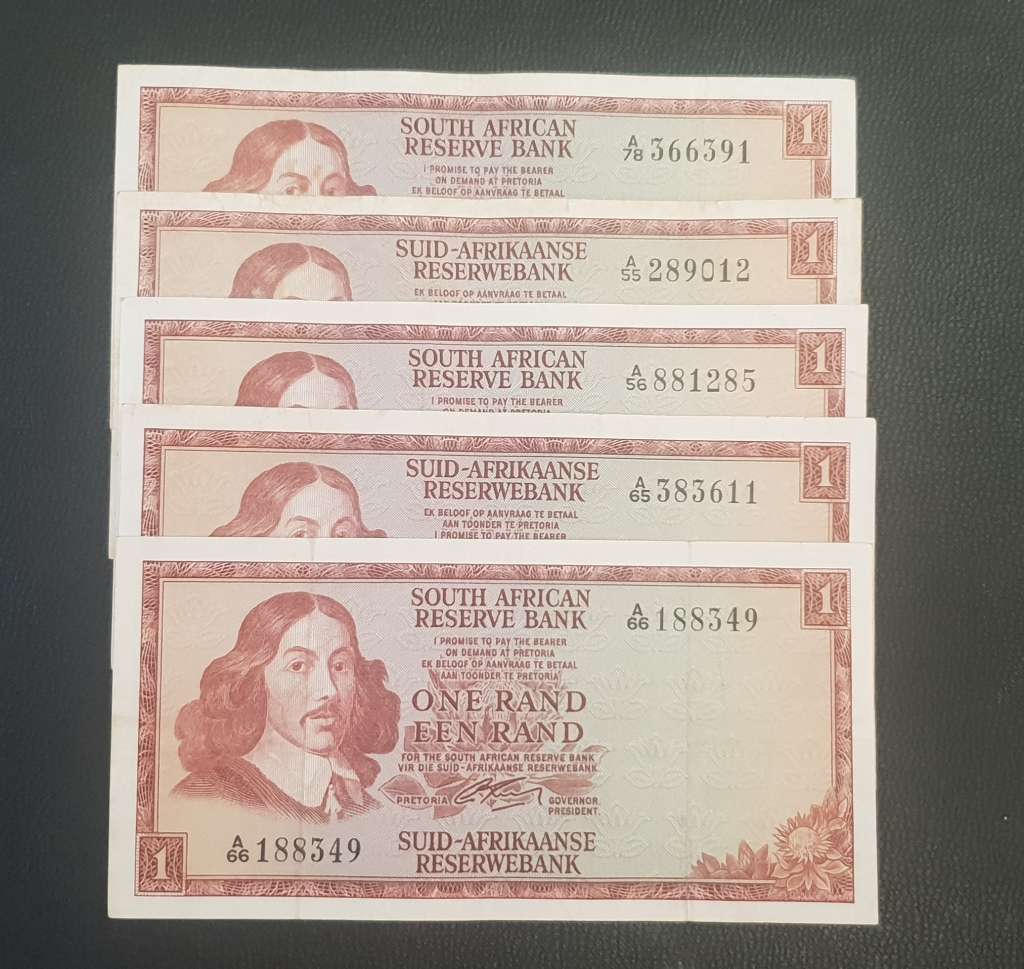 SOUTH AFRICAN
RESERVE BANK
A/78 366391
1
I PROMISE TO PAY THE BEARER
ON DEMAND AT PRETORIA
EK BELOOF OP AANVRAAG TE BETAAL
SUID-AFRIKAANSE
RESERWEBANK
A/55 289012
1
EK BELOOF OP AANVRAAG TE BETAAL
SOUTH AFRICAN
RESERVE BANK
A/56 881285
1
I PROMISE TO PAY THE BEARER
ON DEMAND AT PRETORIA
SUID-AFRIKAANSE
RESERWEBANK
A/65 383611
1
EK BELOOF OP AANVRAAG TE BETAAL
AAN TOONDER TE PRETORIA
I PROMISE TO PAY THE BEARER
SOUTH AFRICAN
RESERVE BANK
A/66 188349
1
I PROMISE TO PAY THE BEARER
ON DEMAND AT PRETORIA
EK BELOOF OP AANVRAAG TE BETAAL
AAN TOONDER TE PRETORIA
ONE RAND
EEN RAND
FOR THE SOUTH AFRICAN RESERVE BANK
VIR DIE SUID-AFRIKAANSE RESERWEBANK
PRETORIA
GOVERNOR
PRESIDENT.
1
A/66 188349
SUID-AFRIKAANSE
RESERWEBANK